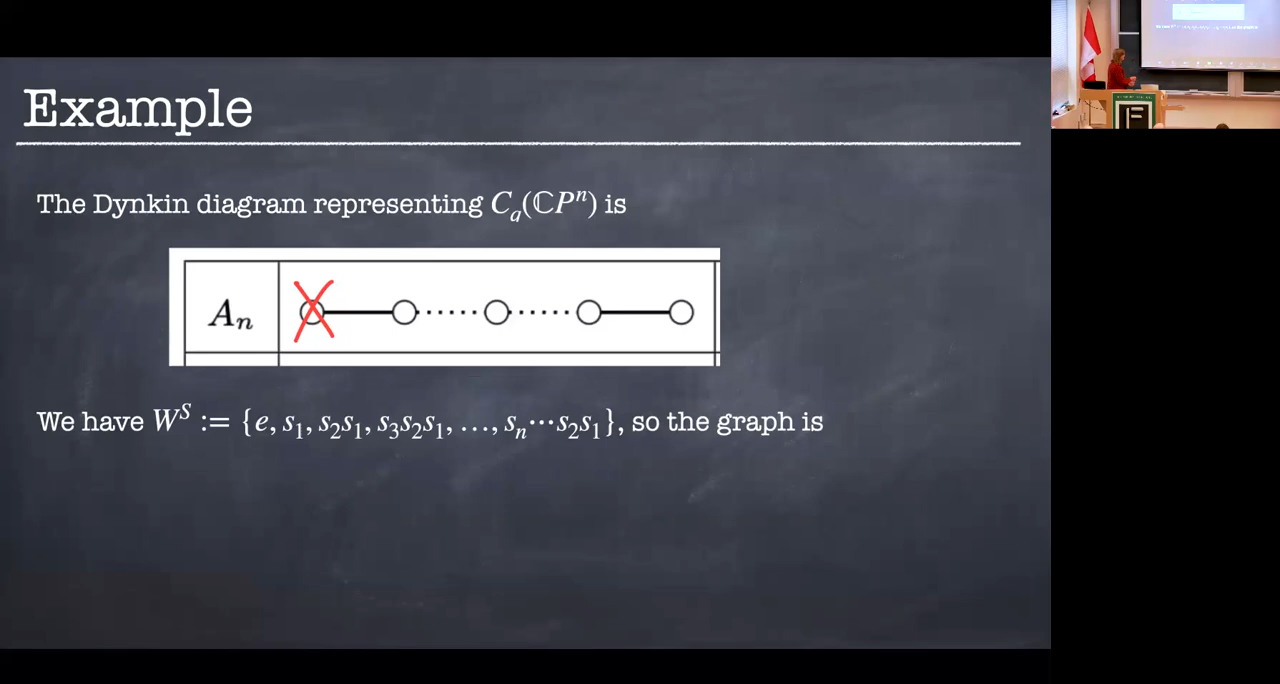 Example
The Dynkin diagram representing C_q(ℂPⁿ) is
A_n
We have W^S := {e, s₁, s₂s₁, s₃s₂s₁, …, s_n⋯s₂s₁}, so the graph is